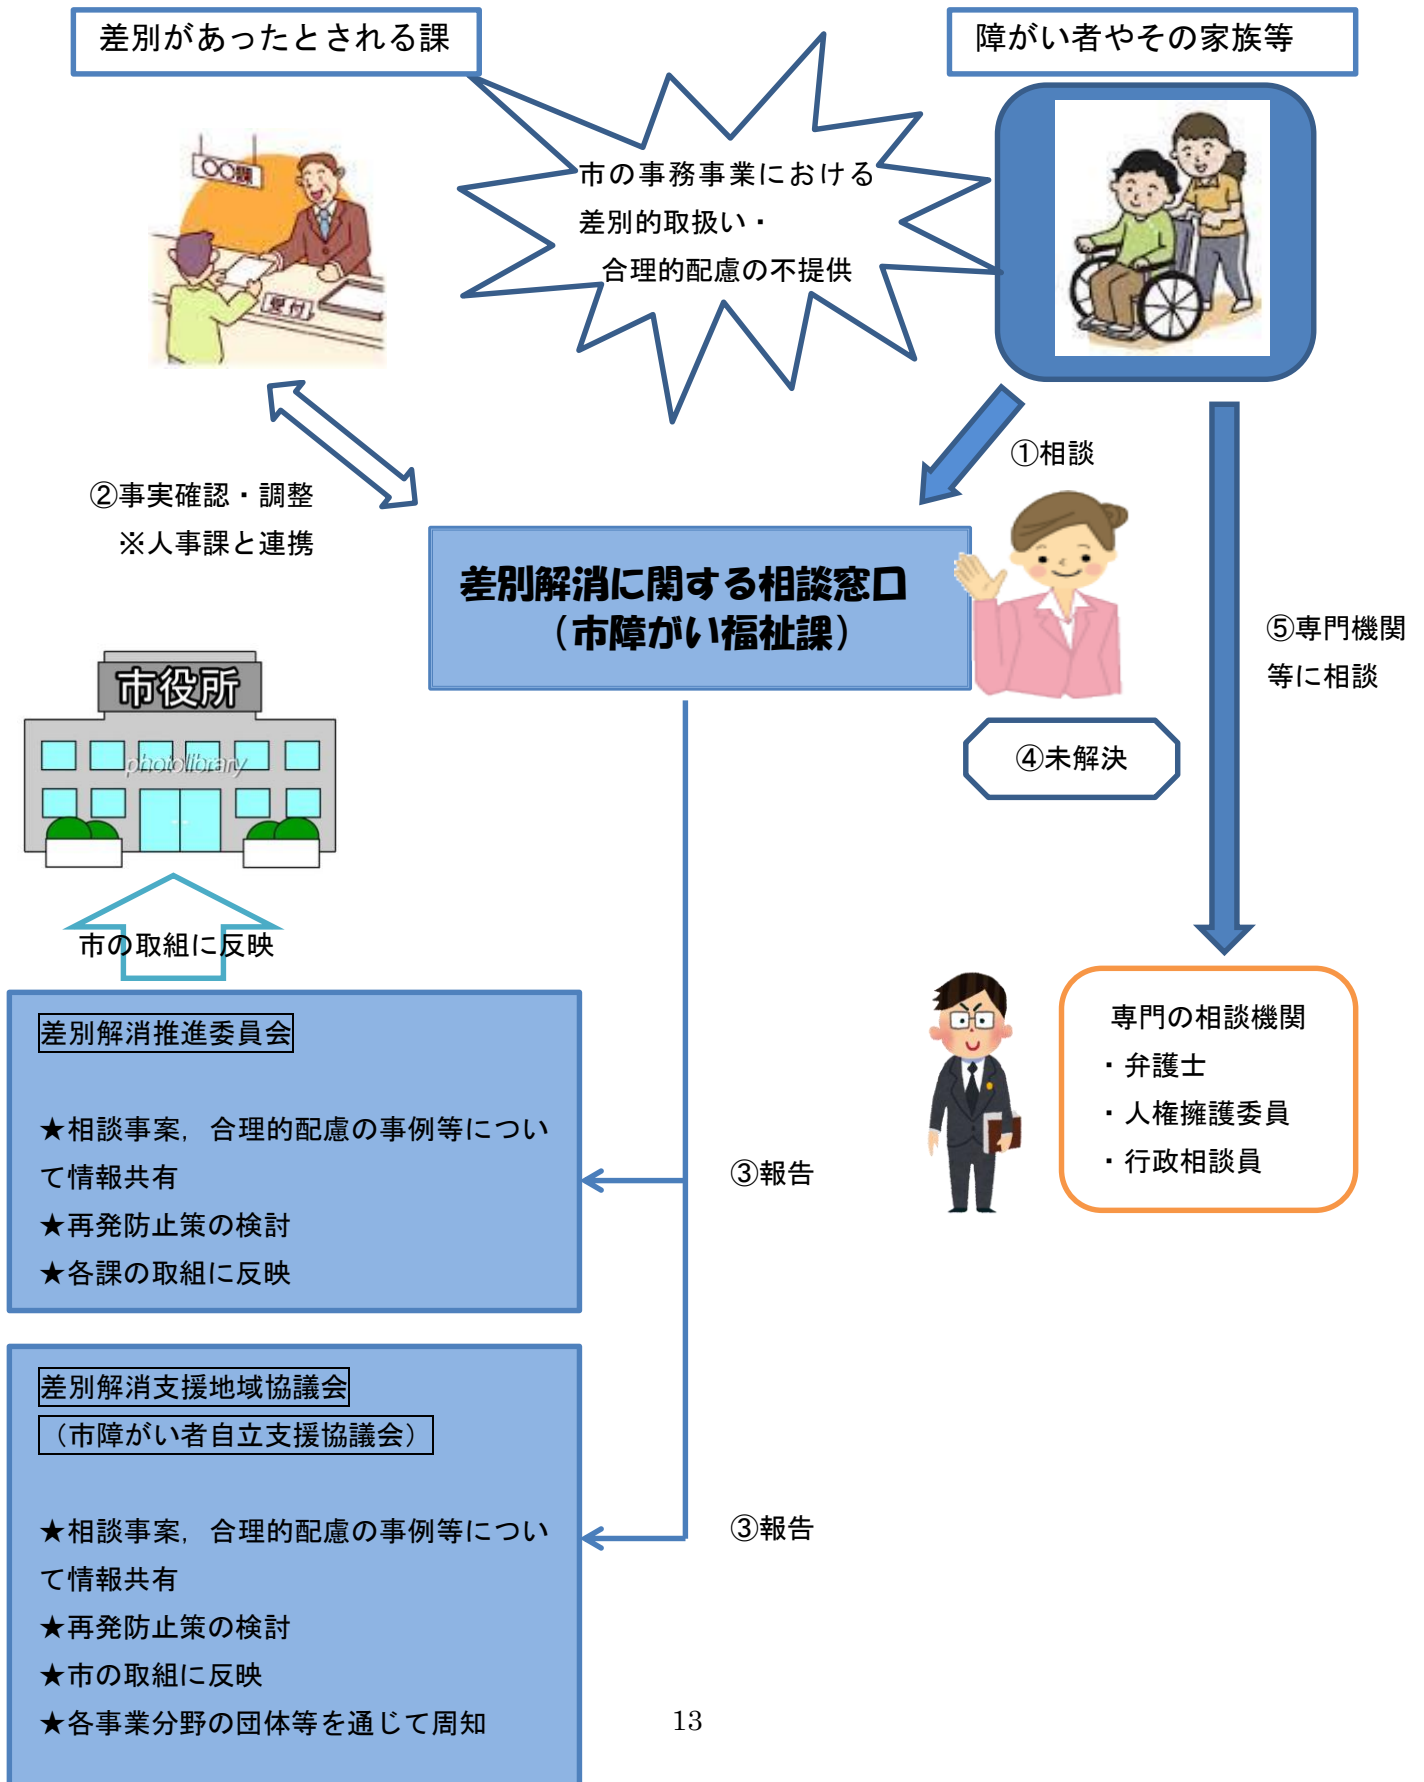 差別があったとされる課
障がい者やその家族等
市の事務事業における
差別的取扱い・
合理的配慮の不提供
〇〇課
受付
①相談
②事実確認・調整
※人事課と連携
差別解消に関する相談窓口
（市障がい福祉課）
⑤専門機関
等に相談
市役所
photolibrary
④未解決
市の取組に反映
差別解消推進委員会
★相談事案，合理的配慮の事例等につい
て情報共有
★再発防止策の検討
★各課の取組に反映
③報告
専門の相談機関
・弁護士
・人権擁護委員
・行政相談員
差別解消支援地域協議会
（市障がい者自立支援協議会）
★相談事案，合理的配慮の事例等につい
て情報共有
★再発防止策の検討
★市の取組に反映
★各事業分野の団体等を通じて周知
③報告
13